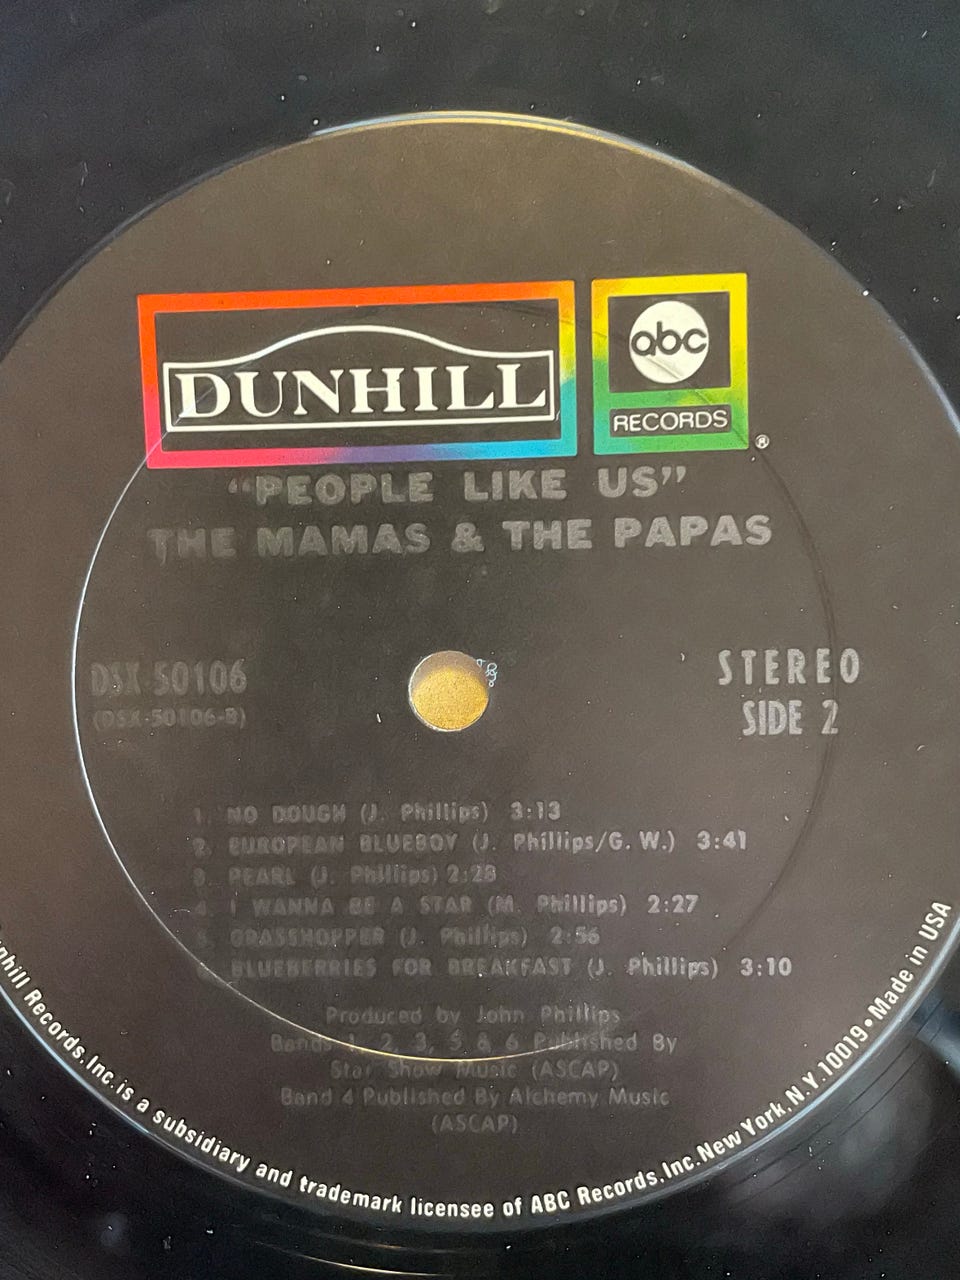 DUNHILL
abc
RECORDS
®
"PEOPLE LIKE US"
THE MAMAS & THE PAPAS
DSX-50106
(DSX-50106-B)
STEREO
SIDE 2
1. NO DOUGH (J. Phillips) 3:13
2. EUROPEAN BLUEBOY (J. Phillips/G. W.) 3:41
3. PEARL (J. Phillips) 2:28
4. I WANNA BE A STAR (M. Phillips) 2:27
5. GRASSHOPPER (J. Phillips) 2:56
6. BLUEBERRIES FOR BREAKFAST (J. Phillips) 3:10
Produced by John Phillips
Bands 1, 2, 3, 5 & 6 Published By
Star Show Music (ASCAP)
Band 4 Published By Alchemy Music
(ASCAP)
Records, Inc. is a subsidiary and trademark licensee of ABC Records, Inc. New York, N.Y. 10019 • Made in USA